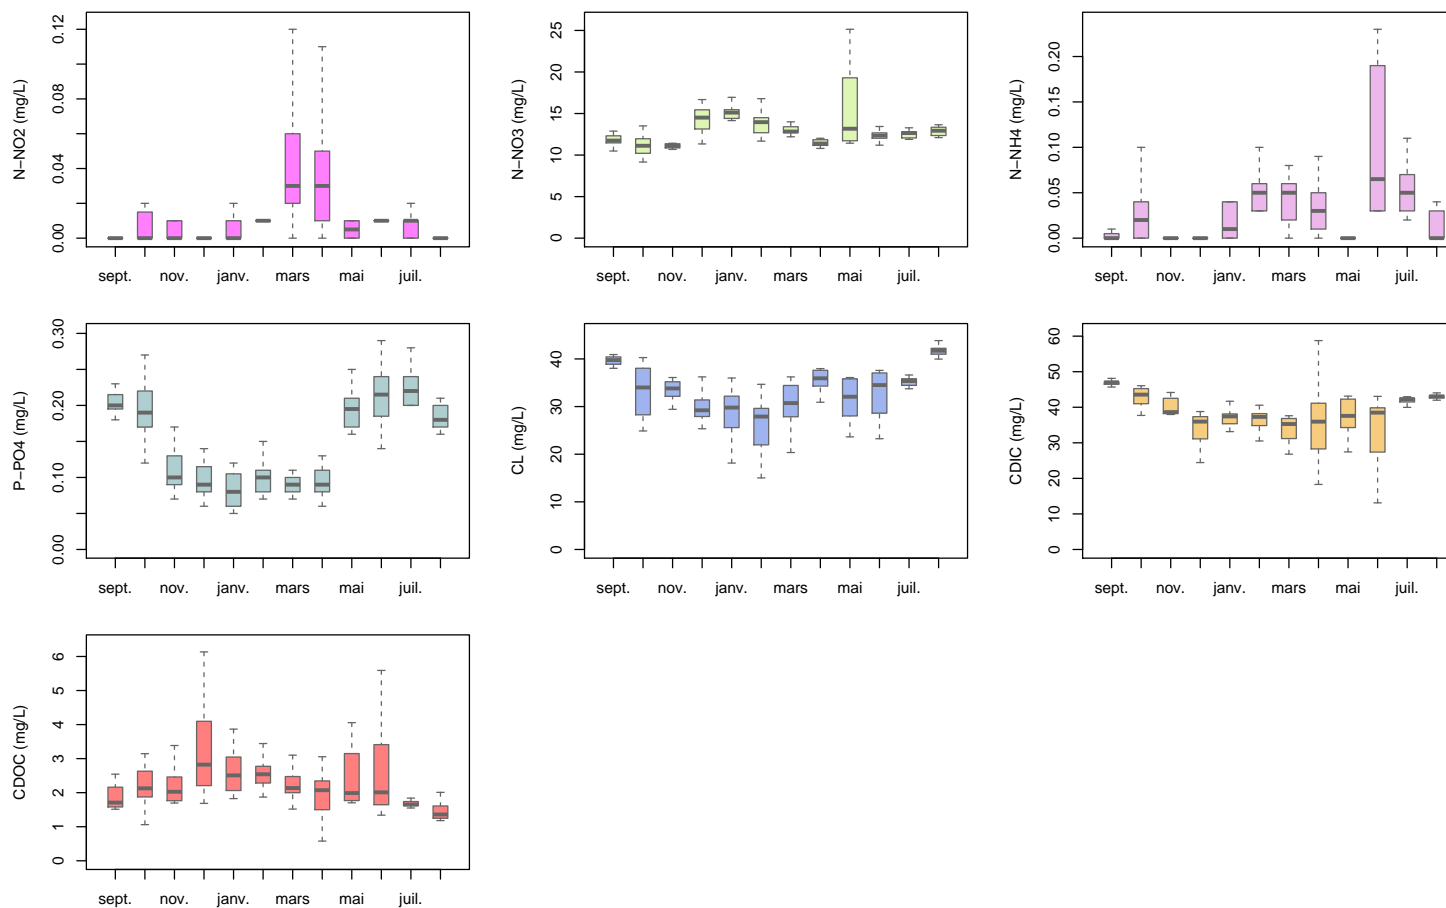 N−NO2 (mg/L)
0.00 0.04 0.08 0.12
sept. nov. janv. mars mai juil.
N−NO3 (mg/L)
0 5 10 15 20 25
sept. nov. janv. mars mai juil.
N−NH4 (mg/L)
0.00 0.05 0.10 0.15 0.20
sept. nov. janv. mars mai juil.
P−PO4 (mg/L)
0.00 0.10 0.20 0.30
sept. nov. janv. mars mai juil.
CL (mg/L)
0 10 20 30 40
sept. nov. janv. mars mai juil.
CDIC (mg/L)
0 10 20 30 40 50 60
sept. nov. janv. mars mai juil.
CDOC (mg/L)
0 1 2 3 4 5 6
sept. nov. janv. mars mai juil.